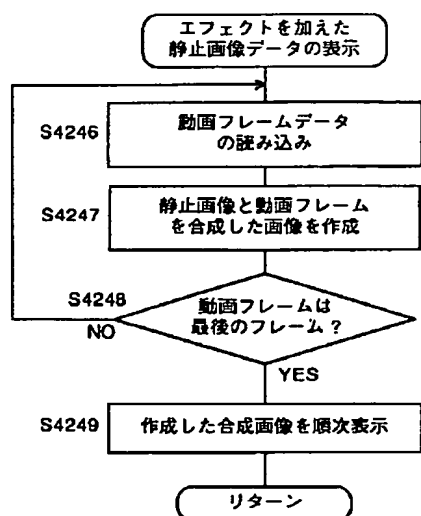 エフェクトを加えた
静止画像データの表示
S4246
動画フレームデータ
の読み込み
S4247
静止画像と動画フレーム
を合成した画像を作成
S4248
動画フレームは
最後のフレーム?
NO
YES
S4249
作成した合成画像を順次表示
リターン